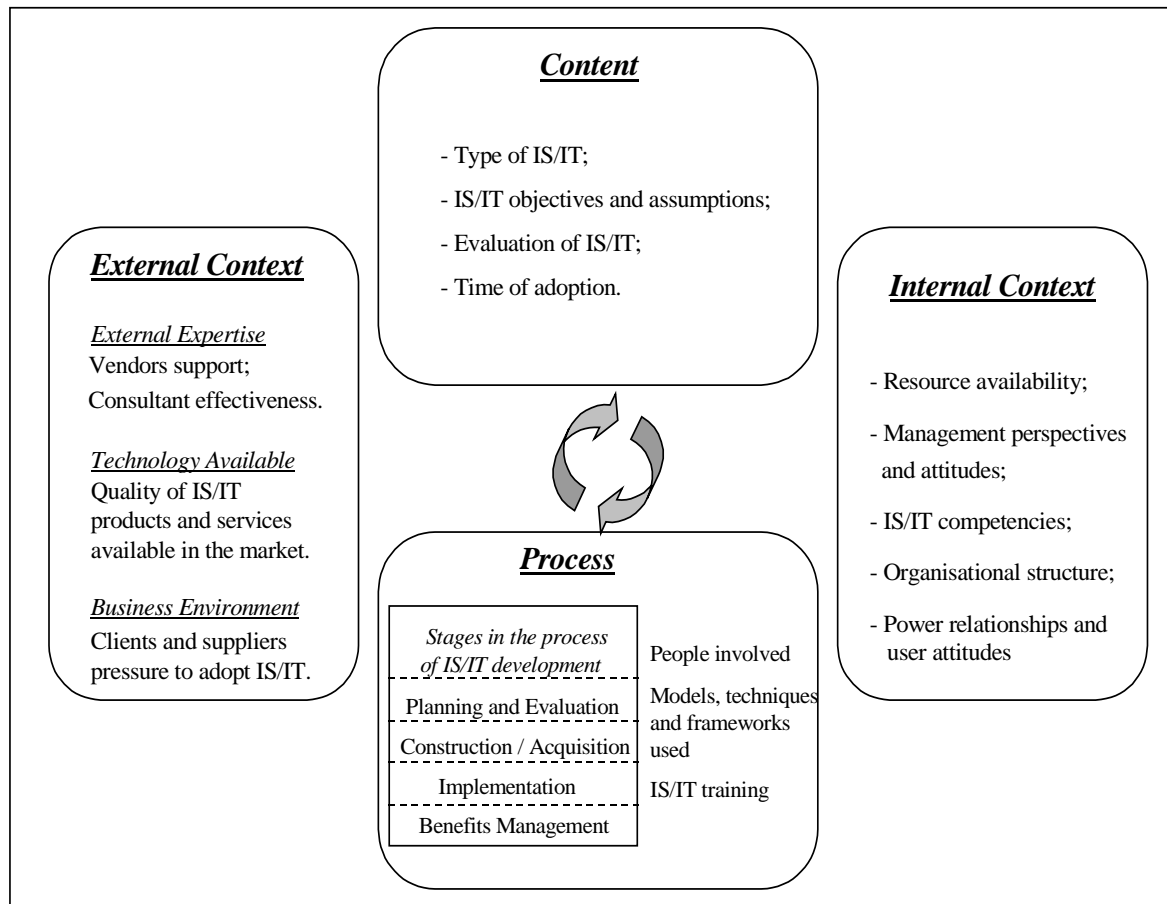 Content
- Type of IS/IT;
- IS/IT objectives and assumptions;
- Evaluation of IS/IT;
- Time of adoption.
External Context
External Expertise
Vendors support;
Consultant effectiveness.
Technology Available
Quality of IS/IT
products and services
available in the market.
Business Environment
Clients and suppliers
pressure to adopt IS/IT.
Internal Context
- Resource availability;
- Management perspectives
and attitudes;
- IS/IT competencies;
- Organisational structure;
- Power relationships and
user attitudes
Process
Stages in the process
of IS/IT development
Planning and Evaluation
Construction / Acquisition
Implementation
Benefits Management
People involved
Models, techniques
and frameworks
used
IS/IT training